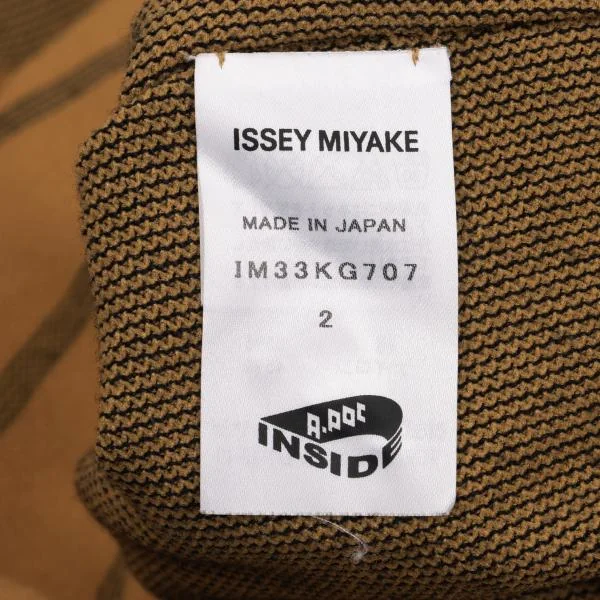 ISSEY MIYAKE
MADE IN JAPAN
IM33KG707
2
A.POC
INSIDE